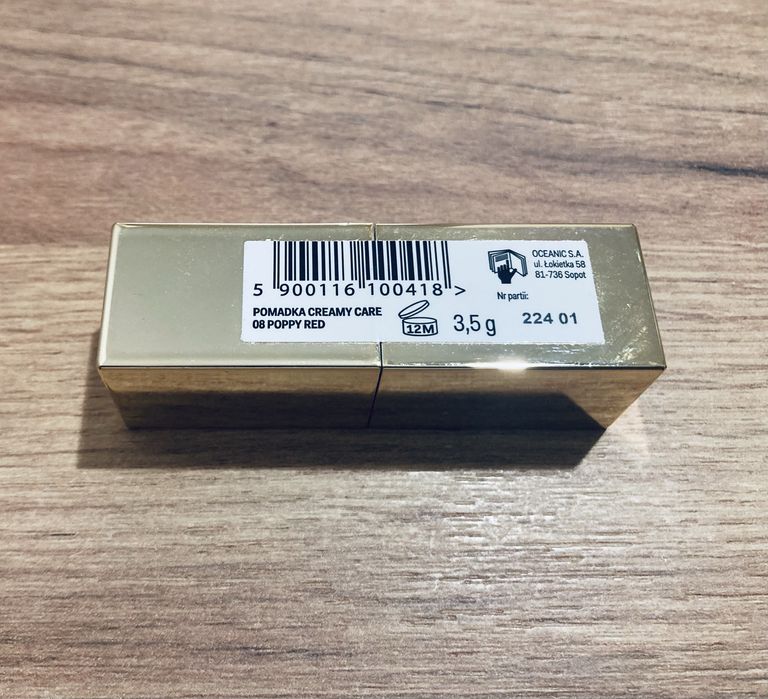 5 900116 100418 >
POMADKA CREAMY CARE
08 POPPY RED
12M
3,5 g
OCEANIC S.A.
ul. Łokietka 58
81-736 Sopot
Nr partii:
224 01